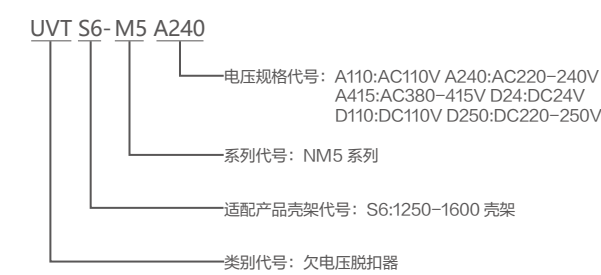 UVT S6- M5 A240
电压规格代号：A110:AC110V A240:AC220-240V
A415:AC380-415V D24:DC24V
D110:DC110V D250:DC220-250V
系列代号：NM5 系列
适配产品壳架代号：S6:1250-1600 壳架
类别代号：欠电压脱扣器